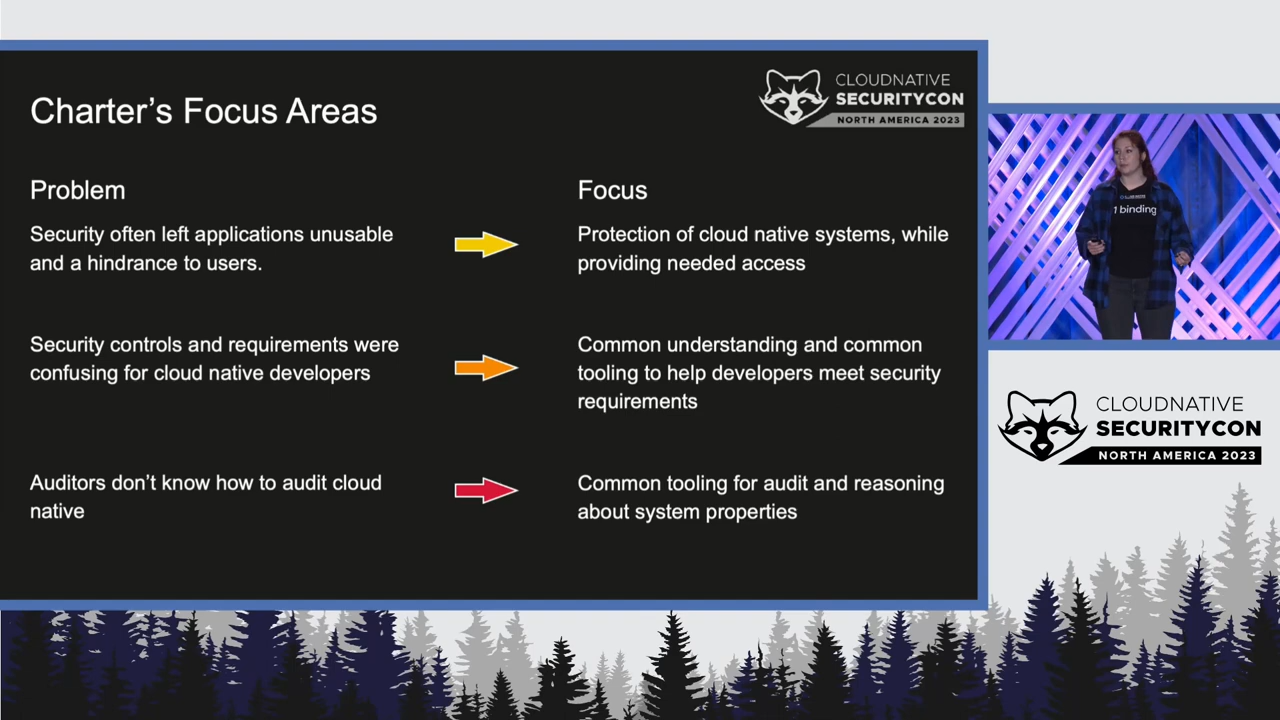 Charter’s Focus Areas
CLOUDNATIVE
SECURITYCON
NORTH AMERICA 2023
Problem
Focus
Security often left applications unusable
and a hindrance to users.
Protection of cloud native systems, while
providing needed access
Security controls and requirements were
confusing for cloud native developers
Common understanding and common
tooling to help developers meet security
requirements
Auditors don’t know how to audit cloud
native
Common tooling for audit and reasoning
about system properties
1 binding
CLOUDNATIVE
SECURITYCON
NORTH AMERICA 2023